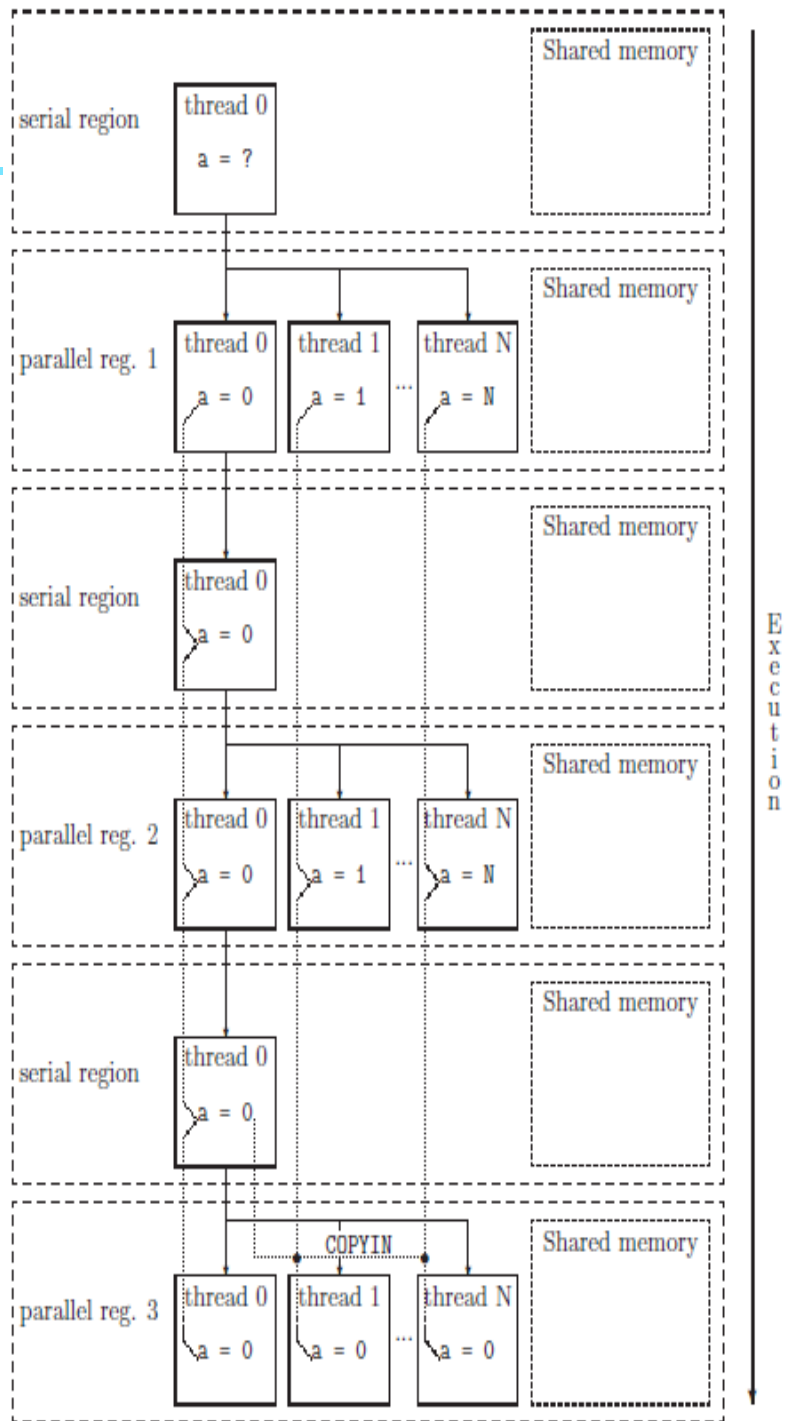 Shared memory
serial region
thread 0
a = ?
Shared memory
parallel reg. 1
thread 0 thread 1 thread N
a = 0 a = 1 ... a = N
Shared memory
serial region
thread 0
a = 0
Shared memory
parallel reg. 2
thread 0 thread 1 thread N
a = 0 a = 1 ... a = N
Shared memory
serial region
thread 0
a = 0
COPYIN
Shared memory
parallel reg. 3
thread 0 thread 1 thread N
a = 0 a = 0 ... a = 0
Execution